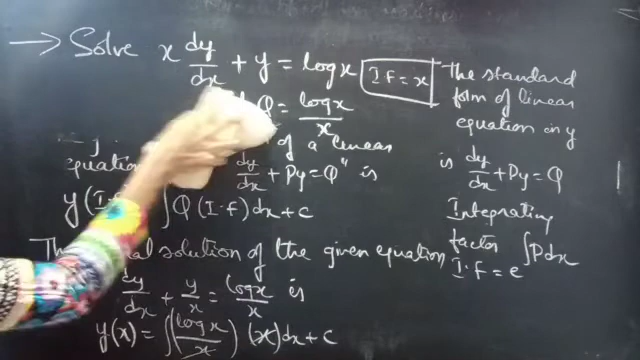 → Solve x dy/dx + y = log x
I.f = x
Q = log x / x
of a linear
equation dy/dx + Py = Q" is
y(I.f) ∫ Q (I.f) dx + c
solution of the given equation
dy/dx + y/x = log x / x is
y(x) = ∫ (log x / x) (x) dx + c
The standard
form of linear
equation in y
is dy/dx + Py = Q
Integrating
factor
I.f = e^∫Pdx